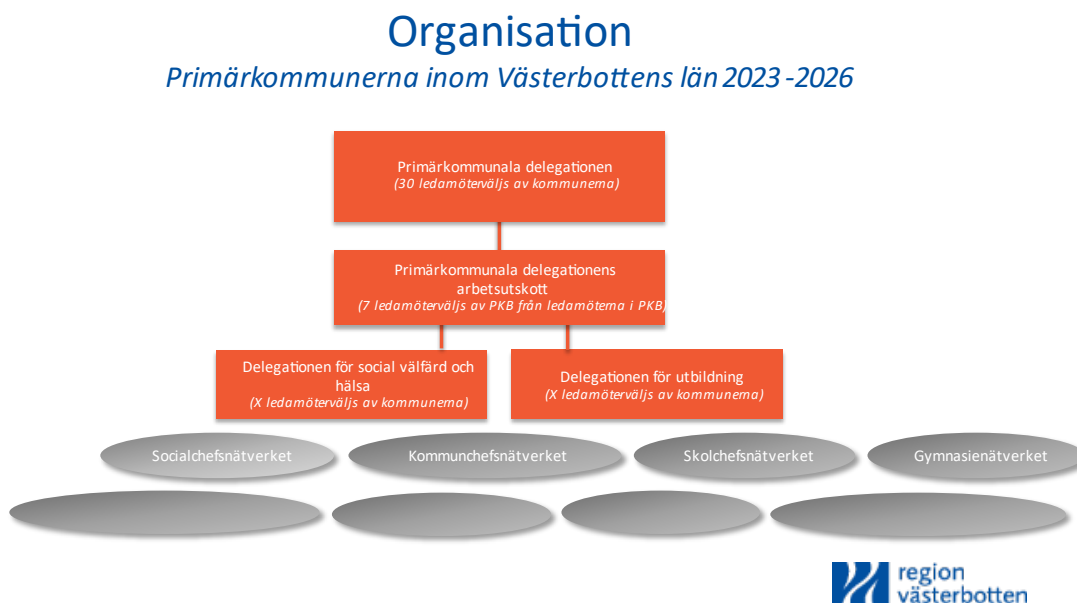 Organisation
Primärkommunerna inom Västerbottens län 2023 -2026
Primärkommunala delegationen
(30 ledamöterväljs av kommunerna)
Primärkommunala delegationens
arbetsutskott
(7 ledamöterväljs av PKB från ledamöterna i PKB)
Delegationen för social välfärd och
hälsa
(X ledamöterväljs av kommunerna)
Delegationen för utbildning
(X ledamöterväljs av kommunerna)
Socialchefsnätverket
Kommunchefsnätverket
Skolchefsnätverket
Gymnasienätverket
region
västerbotten